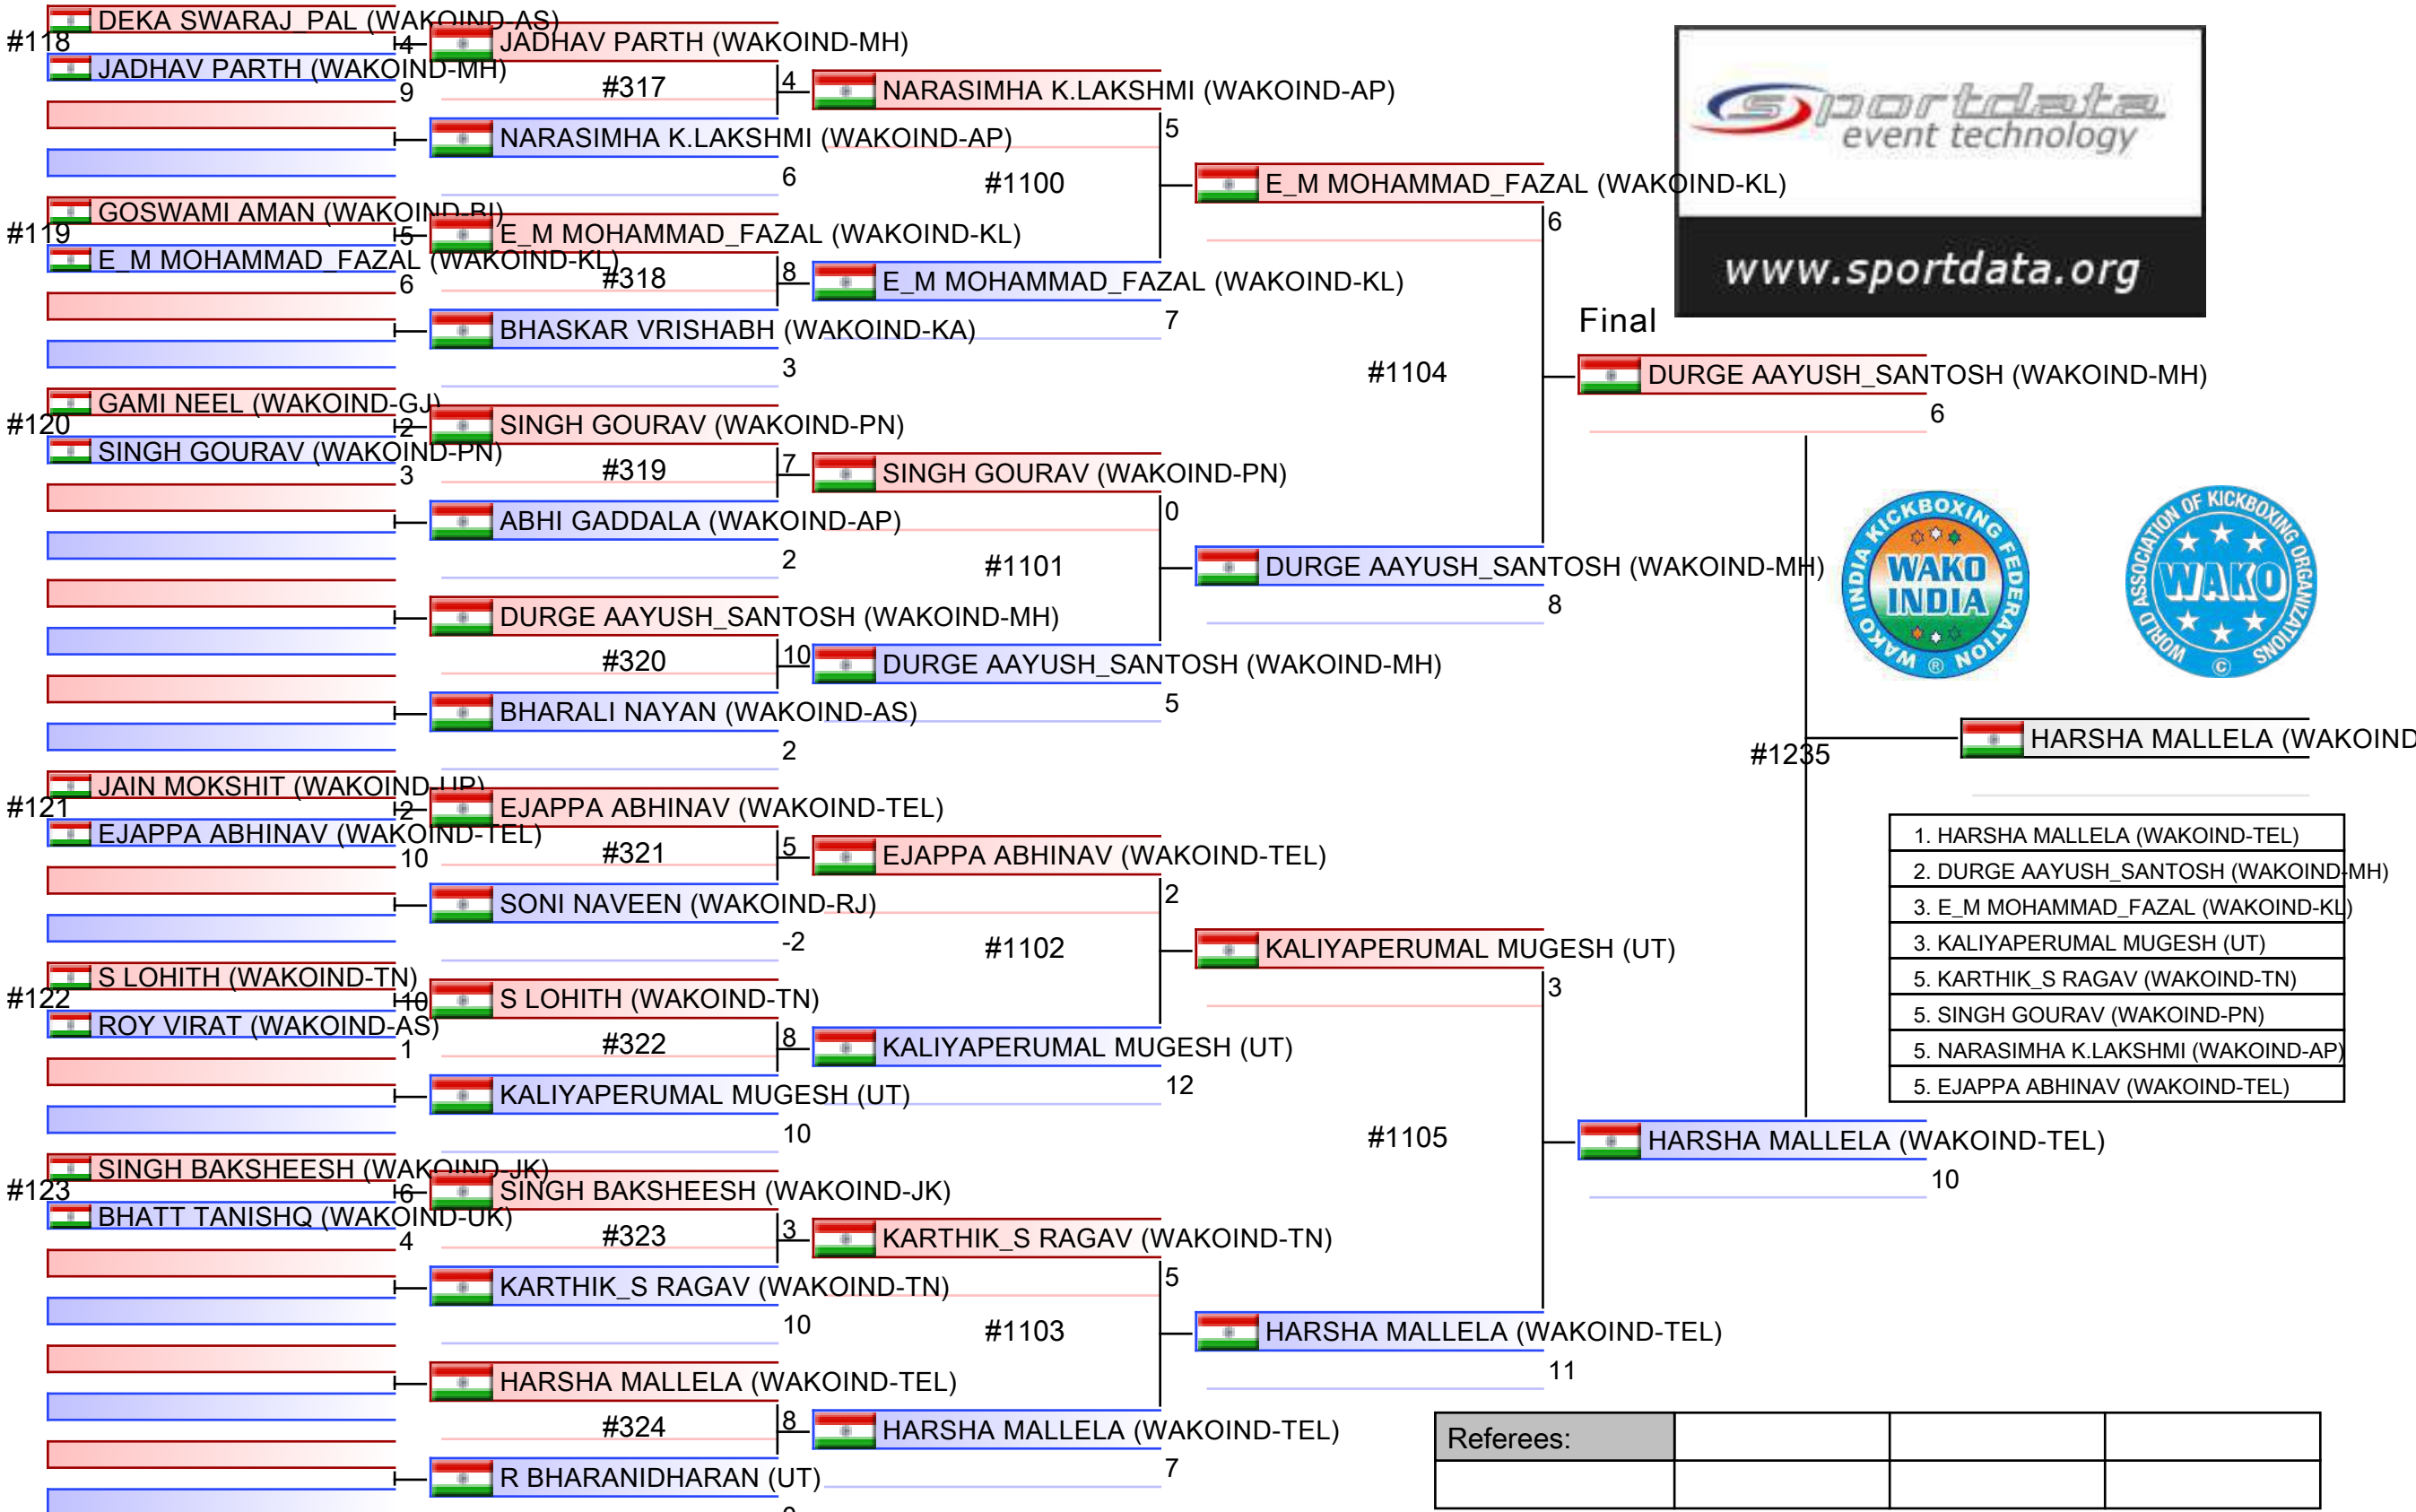 DEKA SWARAJ_PAL (WAKOIND-AS)
#118
4
JADHAV PARTH (WAKOIND-MH)
9
GOSWAMI AMAN (WAKOIND-BI)
#119
5
E_M MOHAMMAD_FAZAL (WAKOIND-KL)
6
GAMI NEEL (WAKOIND-GJ)
#120
2
SINGH GOURAV (WAKOIND-PN)
3
JAIN MOKSHIT (WAKOIND-UP)
#121
2
EJAPPA ABHINAV (WAKOIND-TEL)
10
S LOHITH (WAKOIND-TN)
#122
10
ROY VIRAT (WAKOIND-AS)
1
SINGH BAKSHEESH (WAKOIND-JK)
#123
6
BHATT TANISHQ (WAKOIND-UK)
4
JADHAV PARTH (WAKOIND-MH)
#317
4
NARASIMHA K.LAKSHMI (WAKOIND-AP)
6
E_M MOHAMMAD_FAZAL (WAKOIND-KL)
#318
8
BHASKAR VRISHABH (WAKOIND-KA)
3
SINGH GOURAV (WAKOIND-PN)
#319
7
ABHI GADDALA (WAKOIND-AP)
2
DURGE AAYUSH_SANTOSH (WAKOIND-MH)
#320
10
BHARALI NAYAN (WAKOIND-AS)
2
EJAPPA ABHINAV (WAKOIND-TEL)
#321
5
SONI NAVEEN (WAKOIND-RJ)
-2
S LOHITH (WAKOIND-TN)
#322
8
KALIYAPERUMAL MUGESH (UT)
10
SINGH BAKSHEESH (WAKOIND-JK)
#323
3
KARTHIK_S RAGAV (WAKOIND-TN)
10
HARSHA MALLELA (WAKOIND-TEL)
#324
8
R BHARANIDHARAN (UT)
NARASIMHA K.LAKSHMI (WAKOIND-AP)
5
#1100
E_M MOHAMMAD_FAZAL (WAKOIND-KL)
7
SINGH GOURAV (WAKOIND-PN)
0
#1101
DURGE AAYUSH_SANTOSH (WAKOIND-MH)
5
EJAPPA ABHINAV (WAKOIND-TEL)
2
#1102
KALIYAPERUMAL MUGESH (UT)
12
KARTHIK_S RAGAV (WAKOIND-TN)
5
#1103
HARSHA MALLELA (WAKOIND-TEL)
7
E_M MOHAMMAD_FAZAL (WAKOIND-KL)
6
#1104
DURGE AAYUSH_SANTOSH (WAKOIND-MH)
8
KALIYAPERUMAL MUGESH (UT)
3
#1105
HARSHA MALLELA (WAKOIND-TEL)
11
sportdata
event technology
www.sportdata.org
Final
DURGE AAYUSH_SANTOSH (WAKOIND-MH)
6
WAKO INDIA KICKBOXING FEDERATION
WAKO
INDIA
®
WORLD ASSOCIATION OF KICKBOXING ORGANIZATIONS
WAKO
©
#1235
HARSHA MALLELA (WAKOIND
HARSHA MALLELA (WAKOIND-TEL)
10
1. HARSHA MALLELA (WAKOIND-TEL)
2. DURGE AAYUSH_SANTOSH (WAKOIND-MH)
3. E_M MOHAMMAD_FAZAL (WAKOIND-KL)
3. KALIYAPERUMAL MUGESH (UT)
5. KARTHIK_S RAGAV (WAKOIND-TN)
5. SINGH GOURAV (WAKOIND-PN)
5. NARASIMHA K.LAKSHMI (WAKOIND-AP)
5. EJAPPA ABHINAV (WAKOIND-TEL)
Referees: